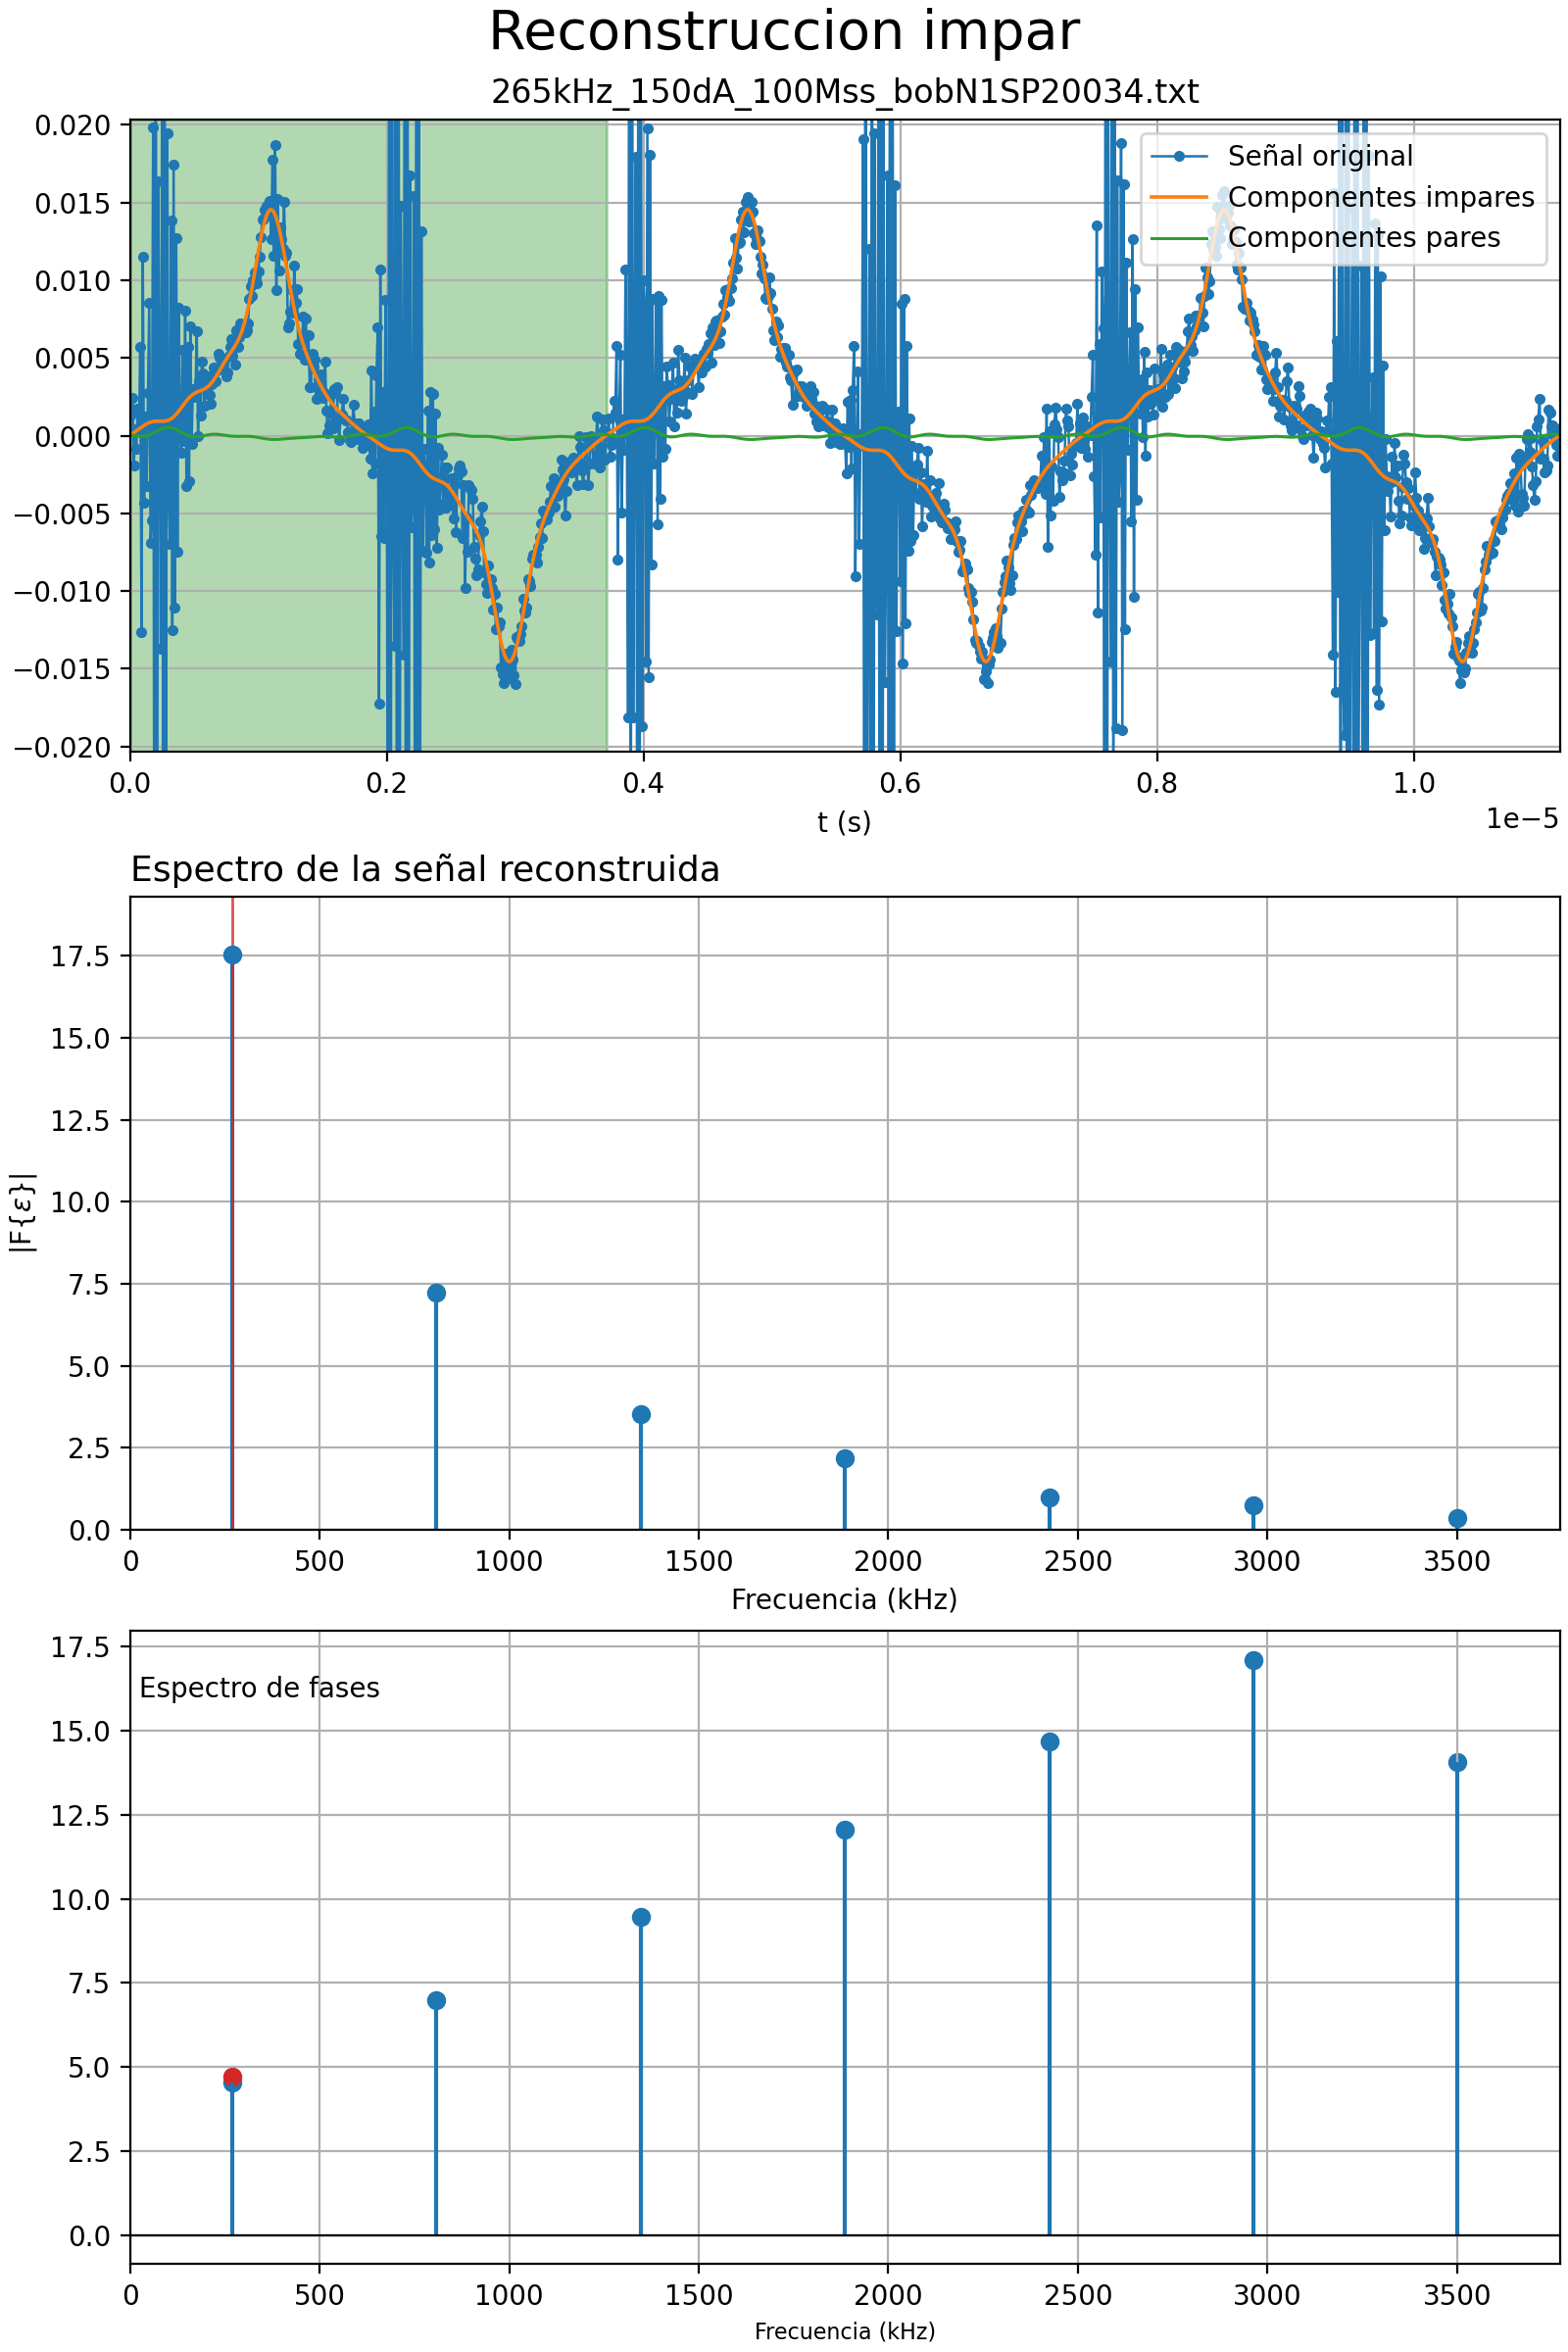 Reconstruccion impar
265kHz_150dA_100Mss_bobN1SP20034.txt
0.020
0.015
0.010
0.005
0.000
−0.005
−0.010
−0.015
−0.020
Señal original
Componentes impares
Componentes pares
0.0 0.2 0.4 0.6 0.8 1.0
t (s)
1e−5
Espectro de la señal reconstruida
17.5
15.0
12.5
10.0
7.5
5.0
2.5
0.0
|F{ε}|
0 500 1000 1500 2000 2500 3000 3500
Frecuencia (kHz)
Espectro de fases
17.5
15.0
12.5
10.0
7.5
5.0
2.5
0.0
0 500 1000 1500 2000 2500 3000 3500
Frecuencia (kHz)